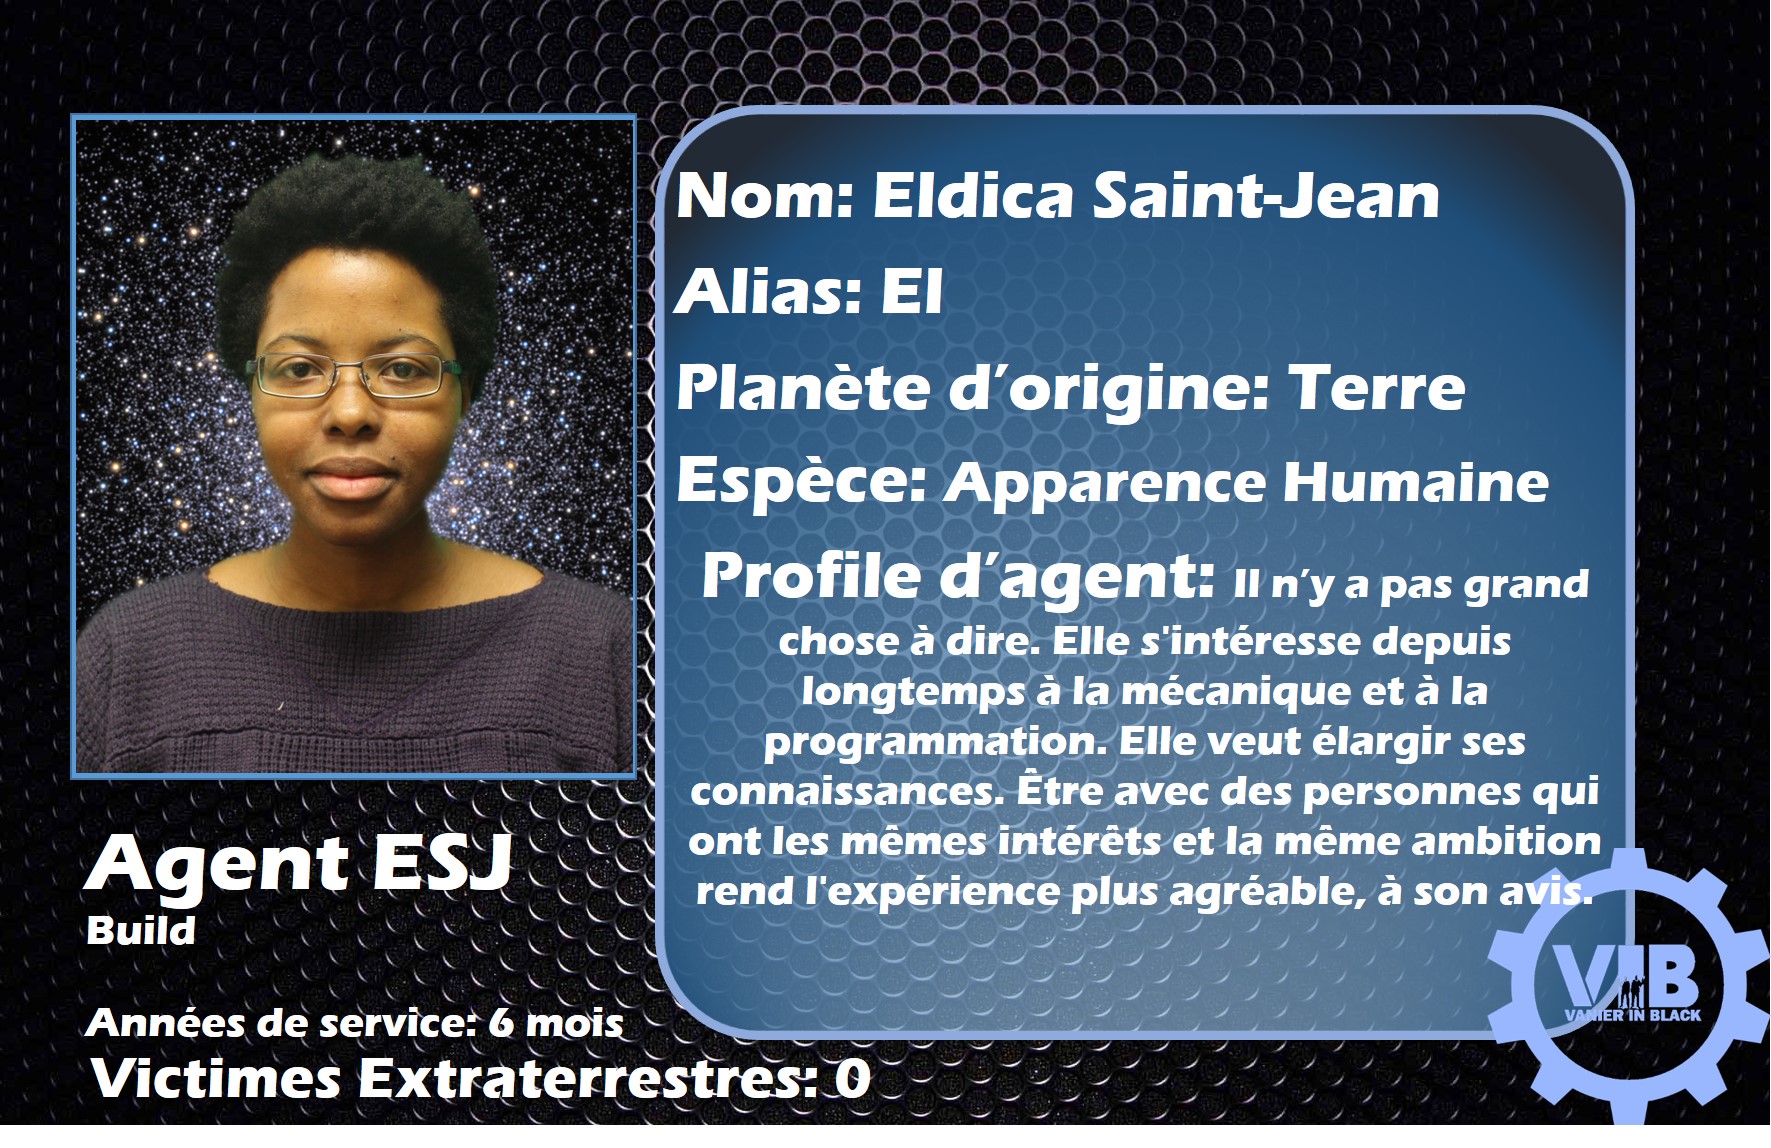 Nom: Eldica Saint-Jean
Alias: El
Planète d’origine: Terre
Espèce: Apparence Humaine
Profile d’agent: Il n’y a pas grand
chose à dire. Elle s'intéresse depuis
longtemps à la mécanique et à la
programmation. Elle veut élargir ses
connaissances. Être avec des personnes qui
ont les mêmes intérêts et la même ambition
rend l'expérience plus agréable, à son avis.
Agent ESJ
Build
Années de service: 6 mois
Victimes Extraterrestres: 0
VIB
VANIER IN BLACK